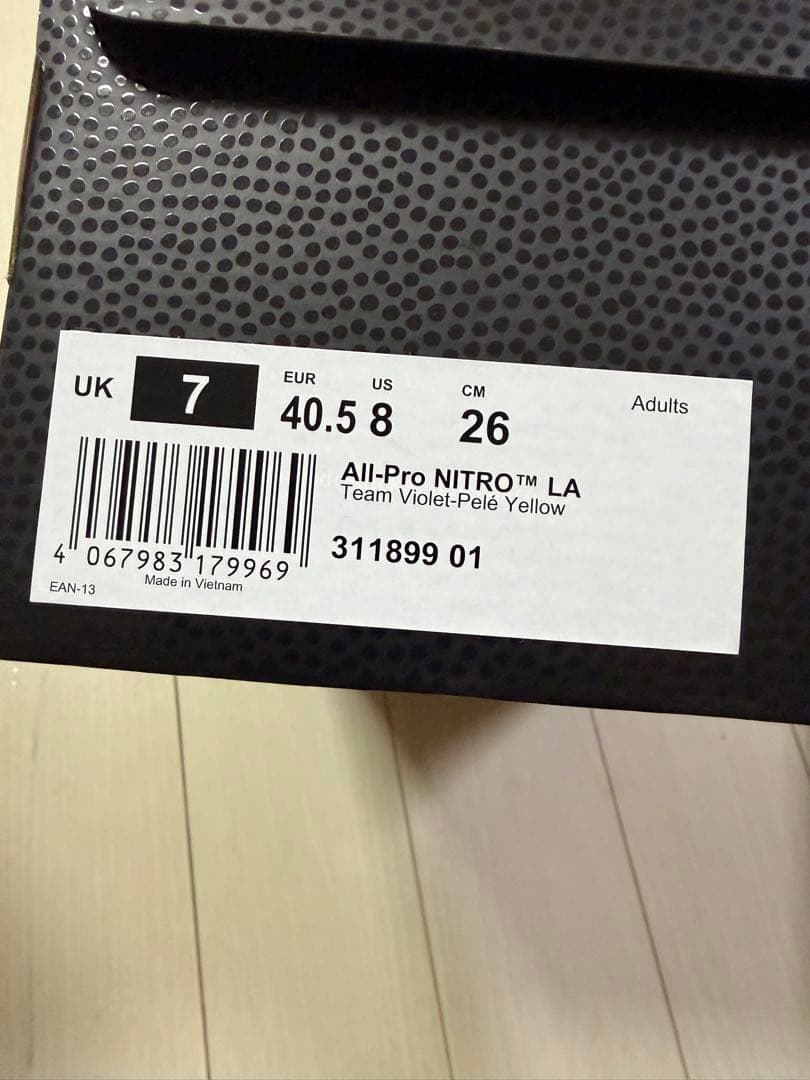 UK 7 EUR 40.5 US 8 CM 26 Adults
All-Pro NITRO™ LA
Team Violet-Pelé Yellow
311899 01
4 067983 179969
EAN-13 Made in Vietnam